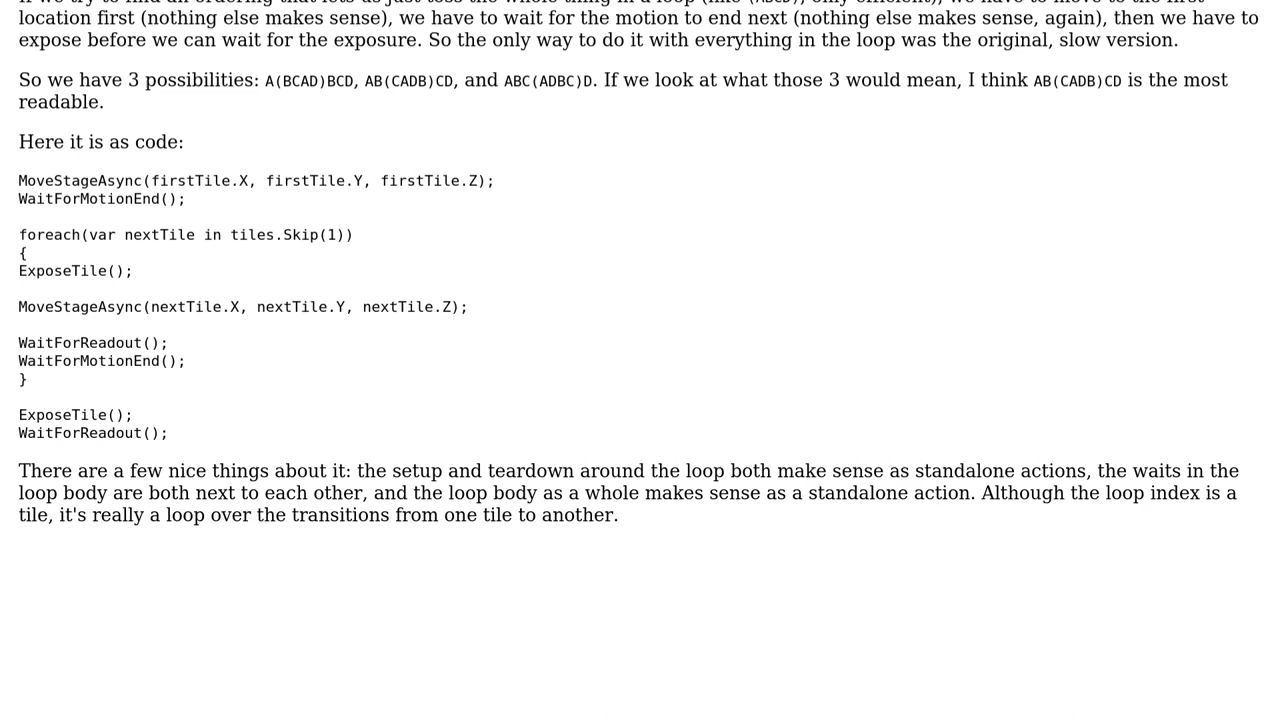 location first (nothing else makes sense), we have to wait for the motion to end next (nothing else makes sense, again), then we have to
expose before we can wait for the exposure. So the only way to do it with everything in the loop was the original, slow version.
So we have 3 possibilities: A(BCAD)BCD, AB(CADB)CD, and ABC(ADBC)D. If we look at what those 3 would mean, I think AB(CADB)CD is the most
readable.
Here it is as code:
MoveStageAsync(firstTile.X, firstTile.Y, firstTile.Z);
WaitForMotionEnd();
foreach(var nextTile in tiles.Skip(1))
{
ExposeTile();
MoveStageAsync(nextTile.X, nextTile.Y, nextTile.Z);
WaitForReadout();
WaitForMotionEnd();
}
ExposeTile();
WaitForReadout();
There are a few nice things about it: the setup and teardown around the loop both make sense as standalone actions, the waits in the
loop body are both next to each other, and the loop body as a whole makes sense as a standalone action. Although the loop index is a
tile, it's really a loop over the transitions from one tile to another.